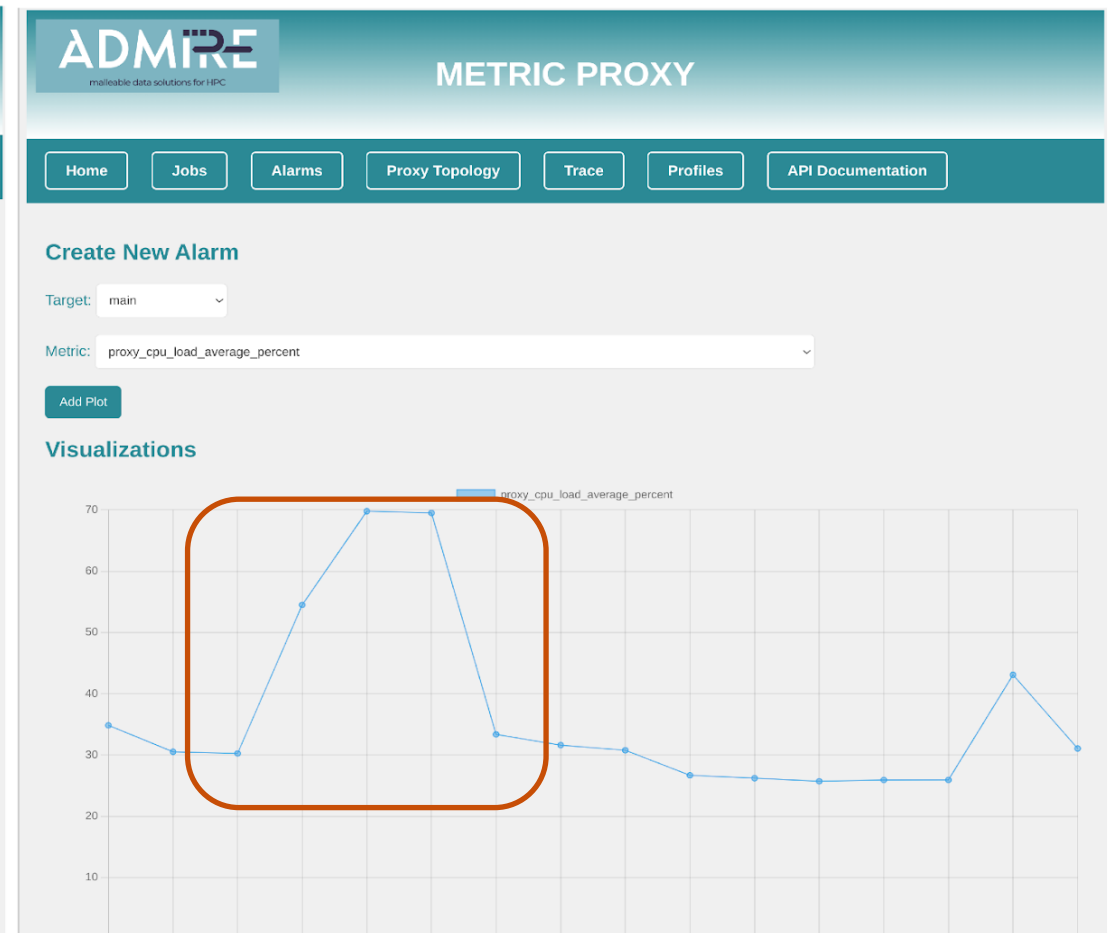 ADMIRE
malleable data solutions for HPC
METRIC PROXY
Home Jobs Alarms Proxy Topology Trace Profiles API Documentation
Create New Alarm
Target: main
Metric: proxy_cpu_load_average_percent
Add Plot
Visualizations
proxy_cpu_load_average_percent
70
60
50
40
30
20
10